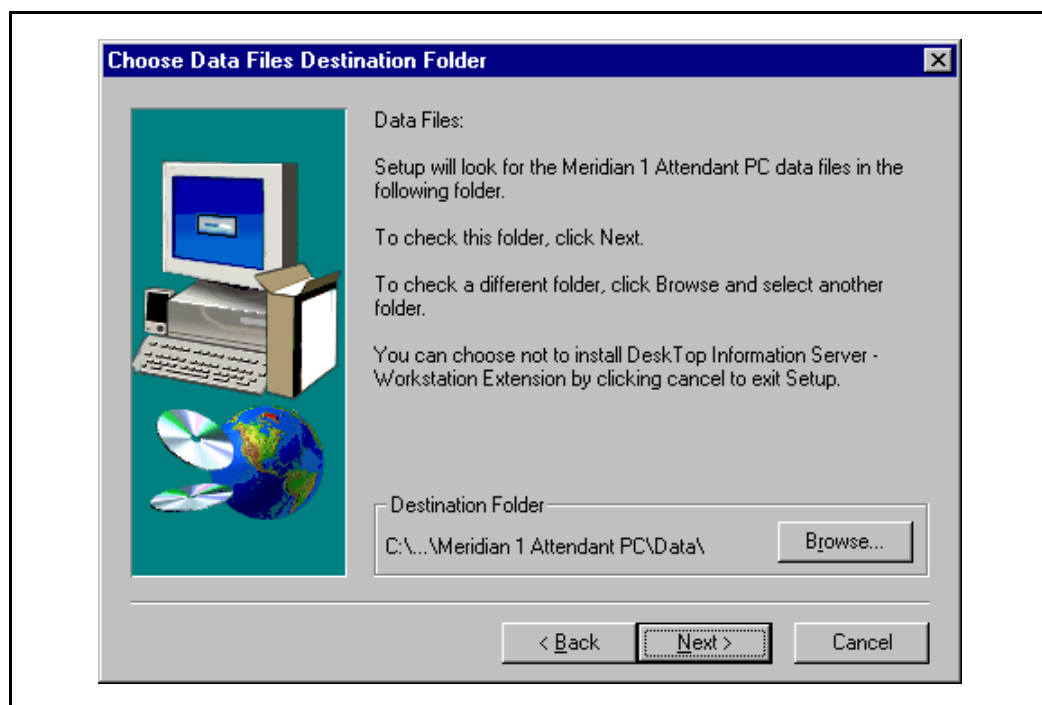 Choose Data Files Destination Folder
Data Files:
Setup will look for the Meridian 1 Attendant PC data files in the
following folder.
To check this folder, click Next.
To check a different folder, click Browse and select another
folder.
You can choose not to install DeskTop Information Server -
Workstation Extension by clicking cancel to exit Setup.
Destination Folder
C:\...\Meridian 1 Attendant PC\Data\
Browse...
< Back
Next >
Cancel